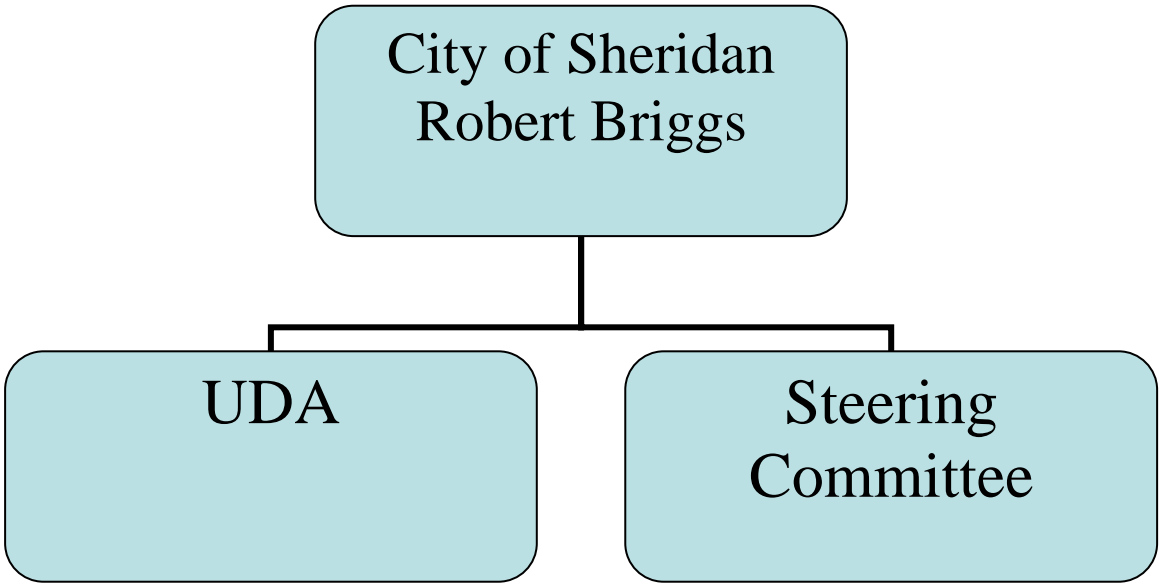 City of Sheridan
Robert Briggs
UDA
Steering
Committee